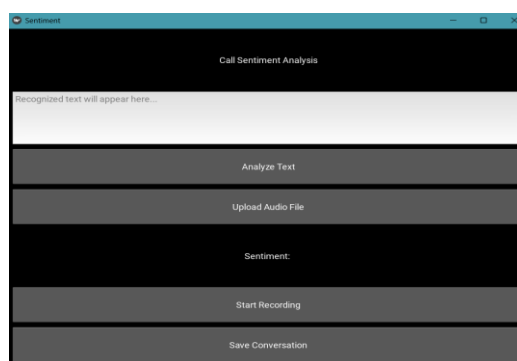 Sentiment
Call Sentiment Analysis
Recognized text will appear here...
Analyze Text
Upload Audio File
Sentiment:
Start Recording
Save Conversation